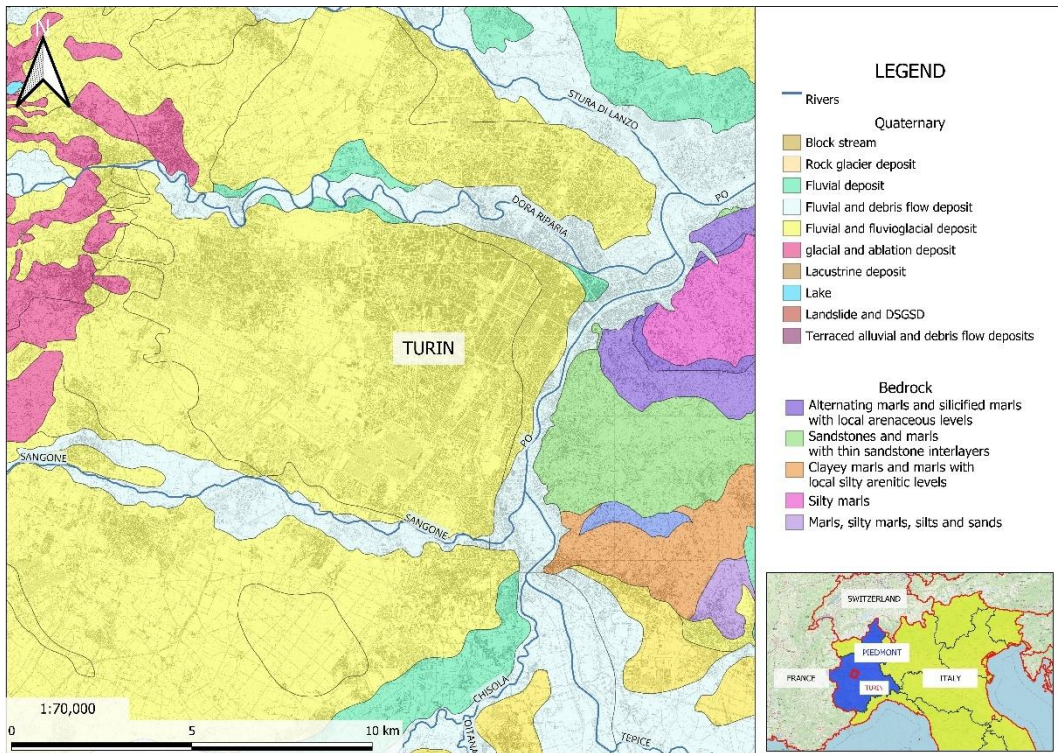 N
STURA DI LANZO
PO
DORA RIPARIA
TURIN
PO
SANGONE
SANGONE
CHISOLA
TEPICE
1:70,000
0 5 10 km
LEGEND
Rivers
Quaternary
Block stream
Rock glacier deposit
Fluvial deposit
Fluvial and debris flow deposit
Fluvial and fluvioglacial deposit
glacial and ablation deposit
Lacustrine deposit
Lake
Landslide and DSGSD
Terraced alluvial and debris flow deposits
Bedrock
Alternating marls and silicified marls
with local arenaceous levels
Sandstones and marls
with thin sandstone interlayers
Clayey marls and marls with
local silty arenitic levels
Silty marls
Marls, silty marls, silts and sands
SWITZERLAND
PIEDMONT
FRANCE
TURIN
ITALY